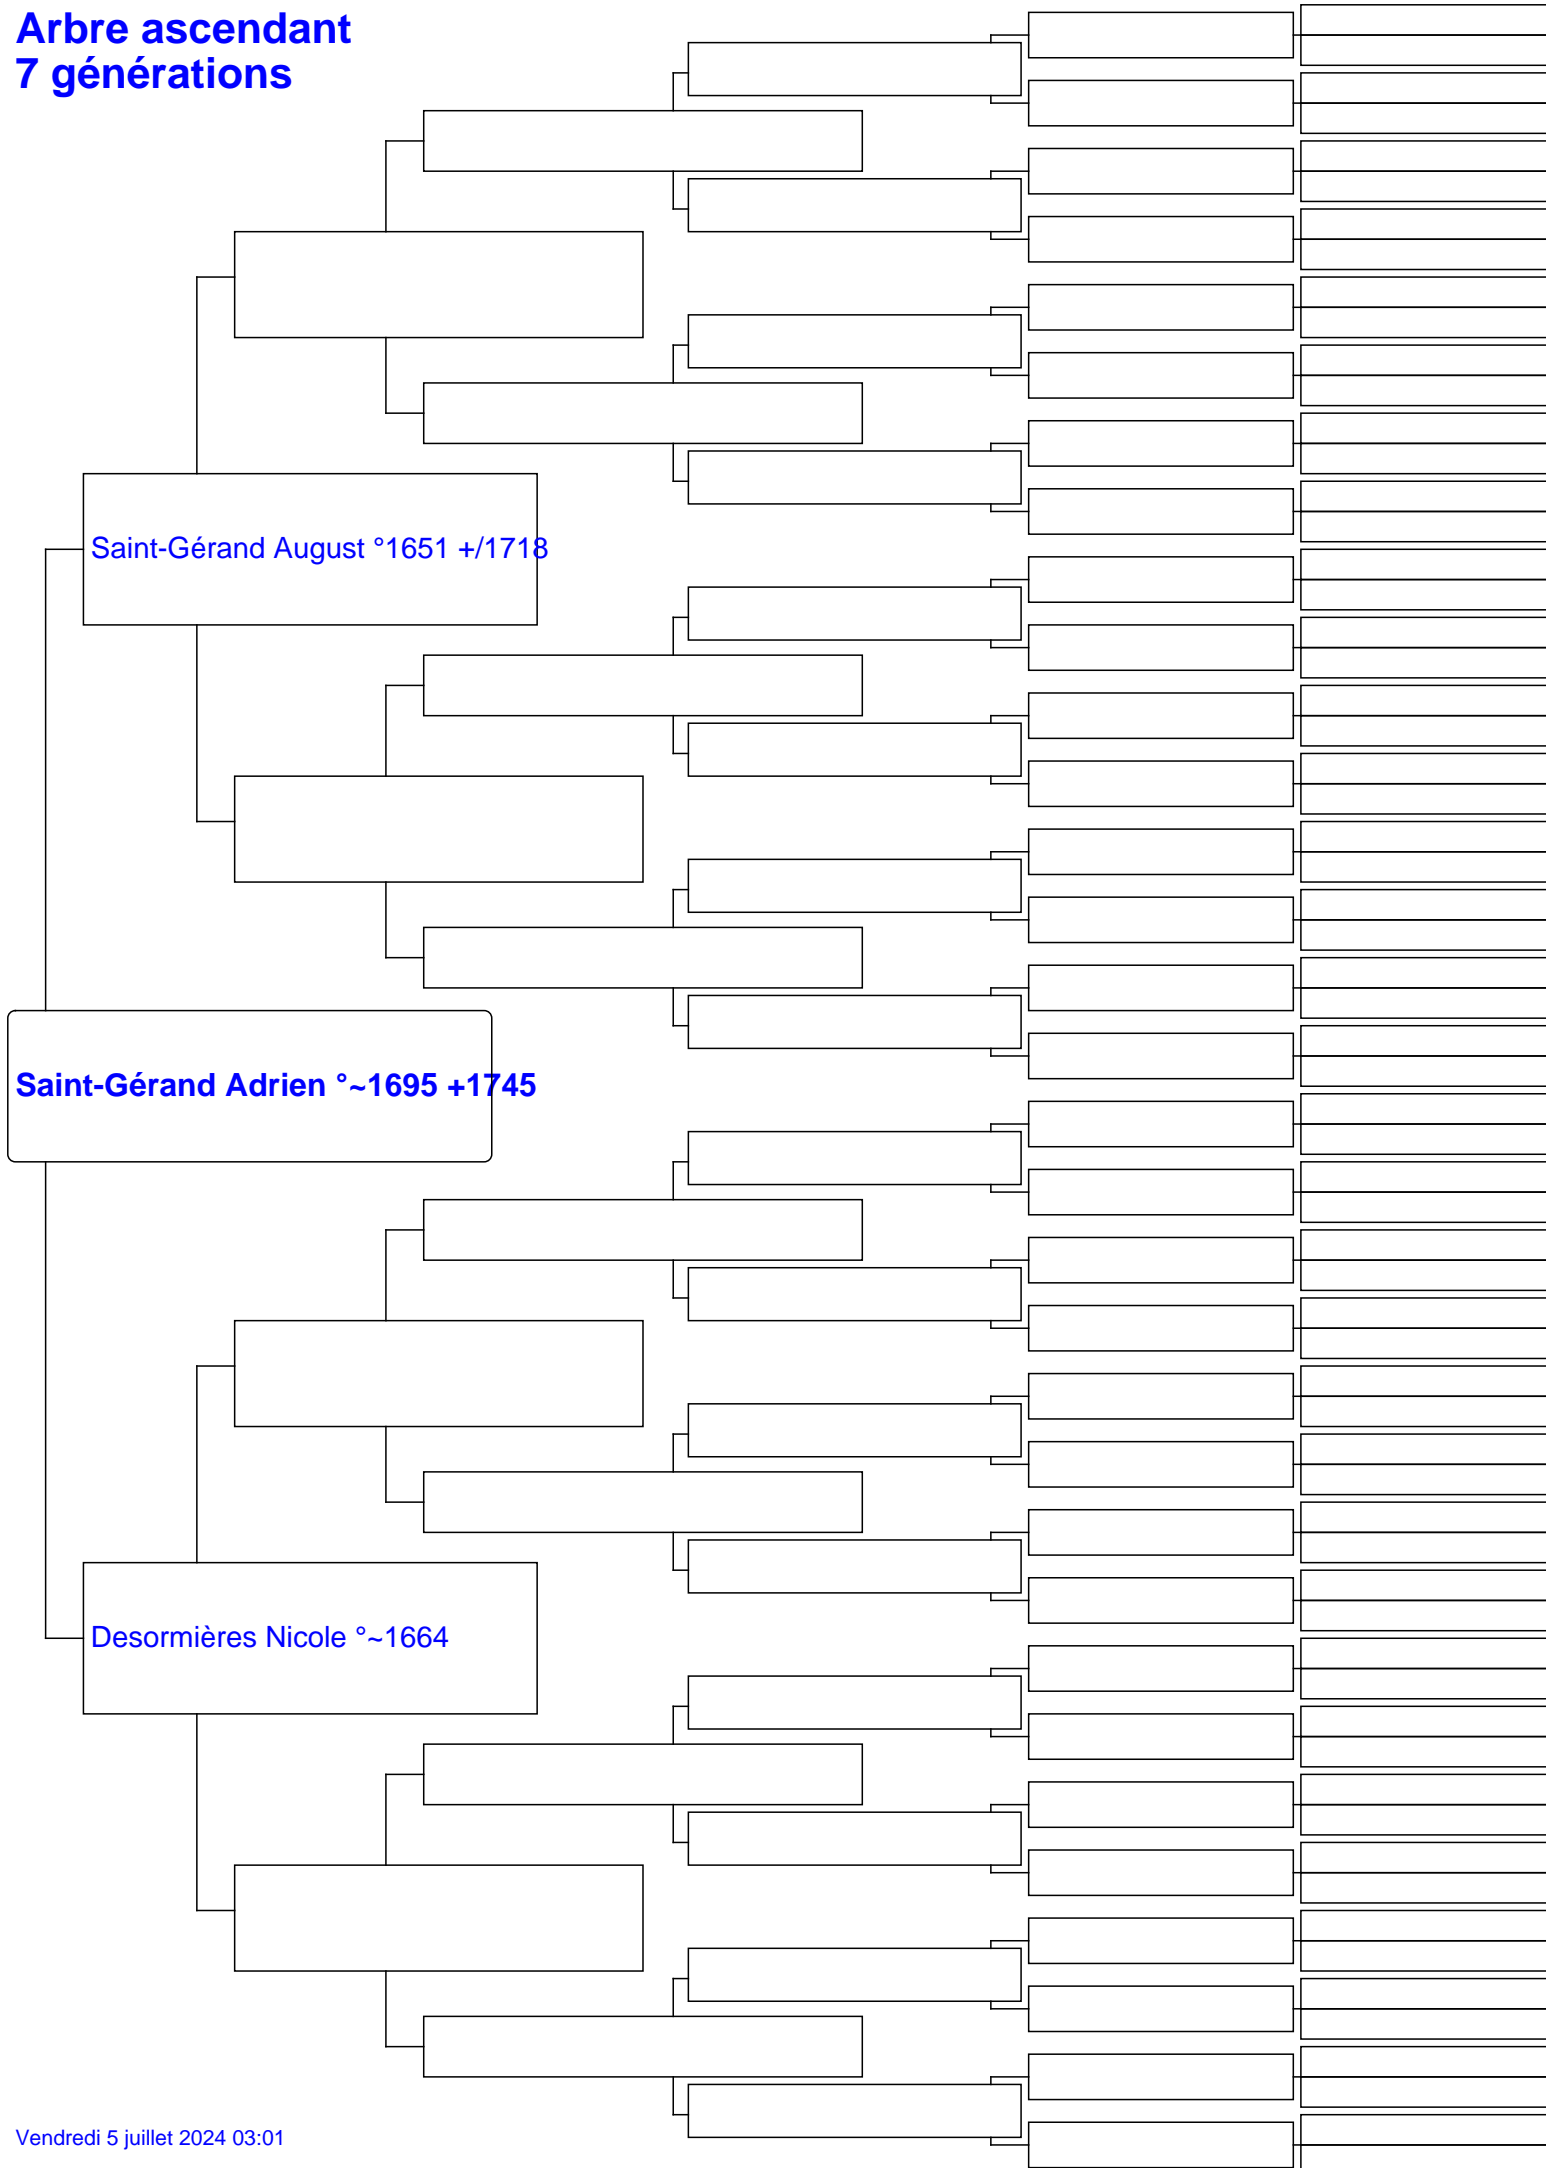 Arbre ascendant
7 générations
Saint-Gérand August °1651 +/1718
Saint-Gérand Adrien °~1695 +1745
Desormières Nicole °~1664
Vendredi 5 juillet 2024 03:01